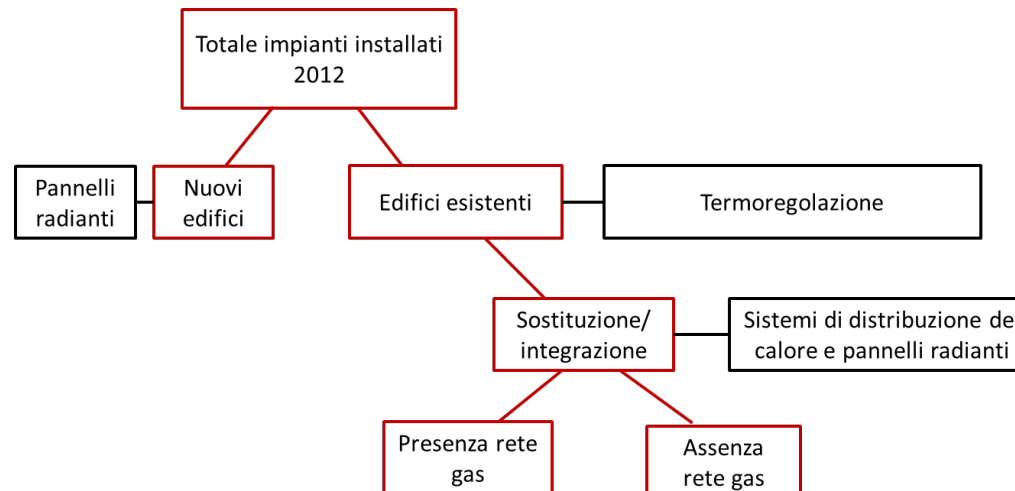 Totale impianti installati
2012
Pannelli
radianti
Nuovi
edifici
Edifici esistenti
Termoregolazione
Sostituzione/
integrazione
Sistemi di distribuzione de
calore e pannelli radianti
Presenza rete
gas
Assenza
rete gas